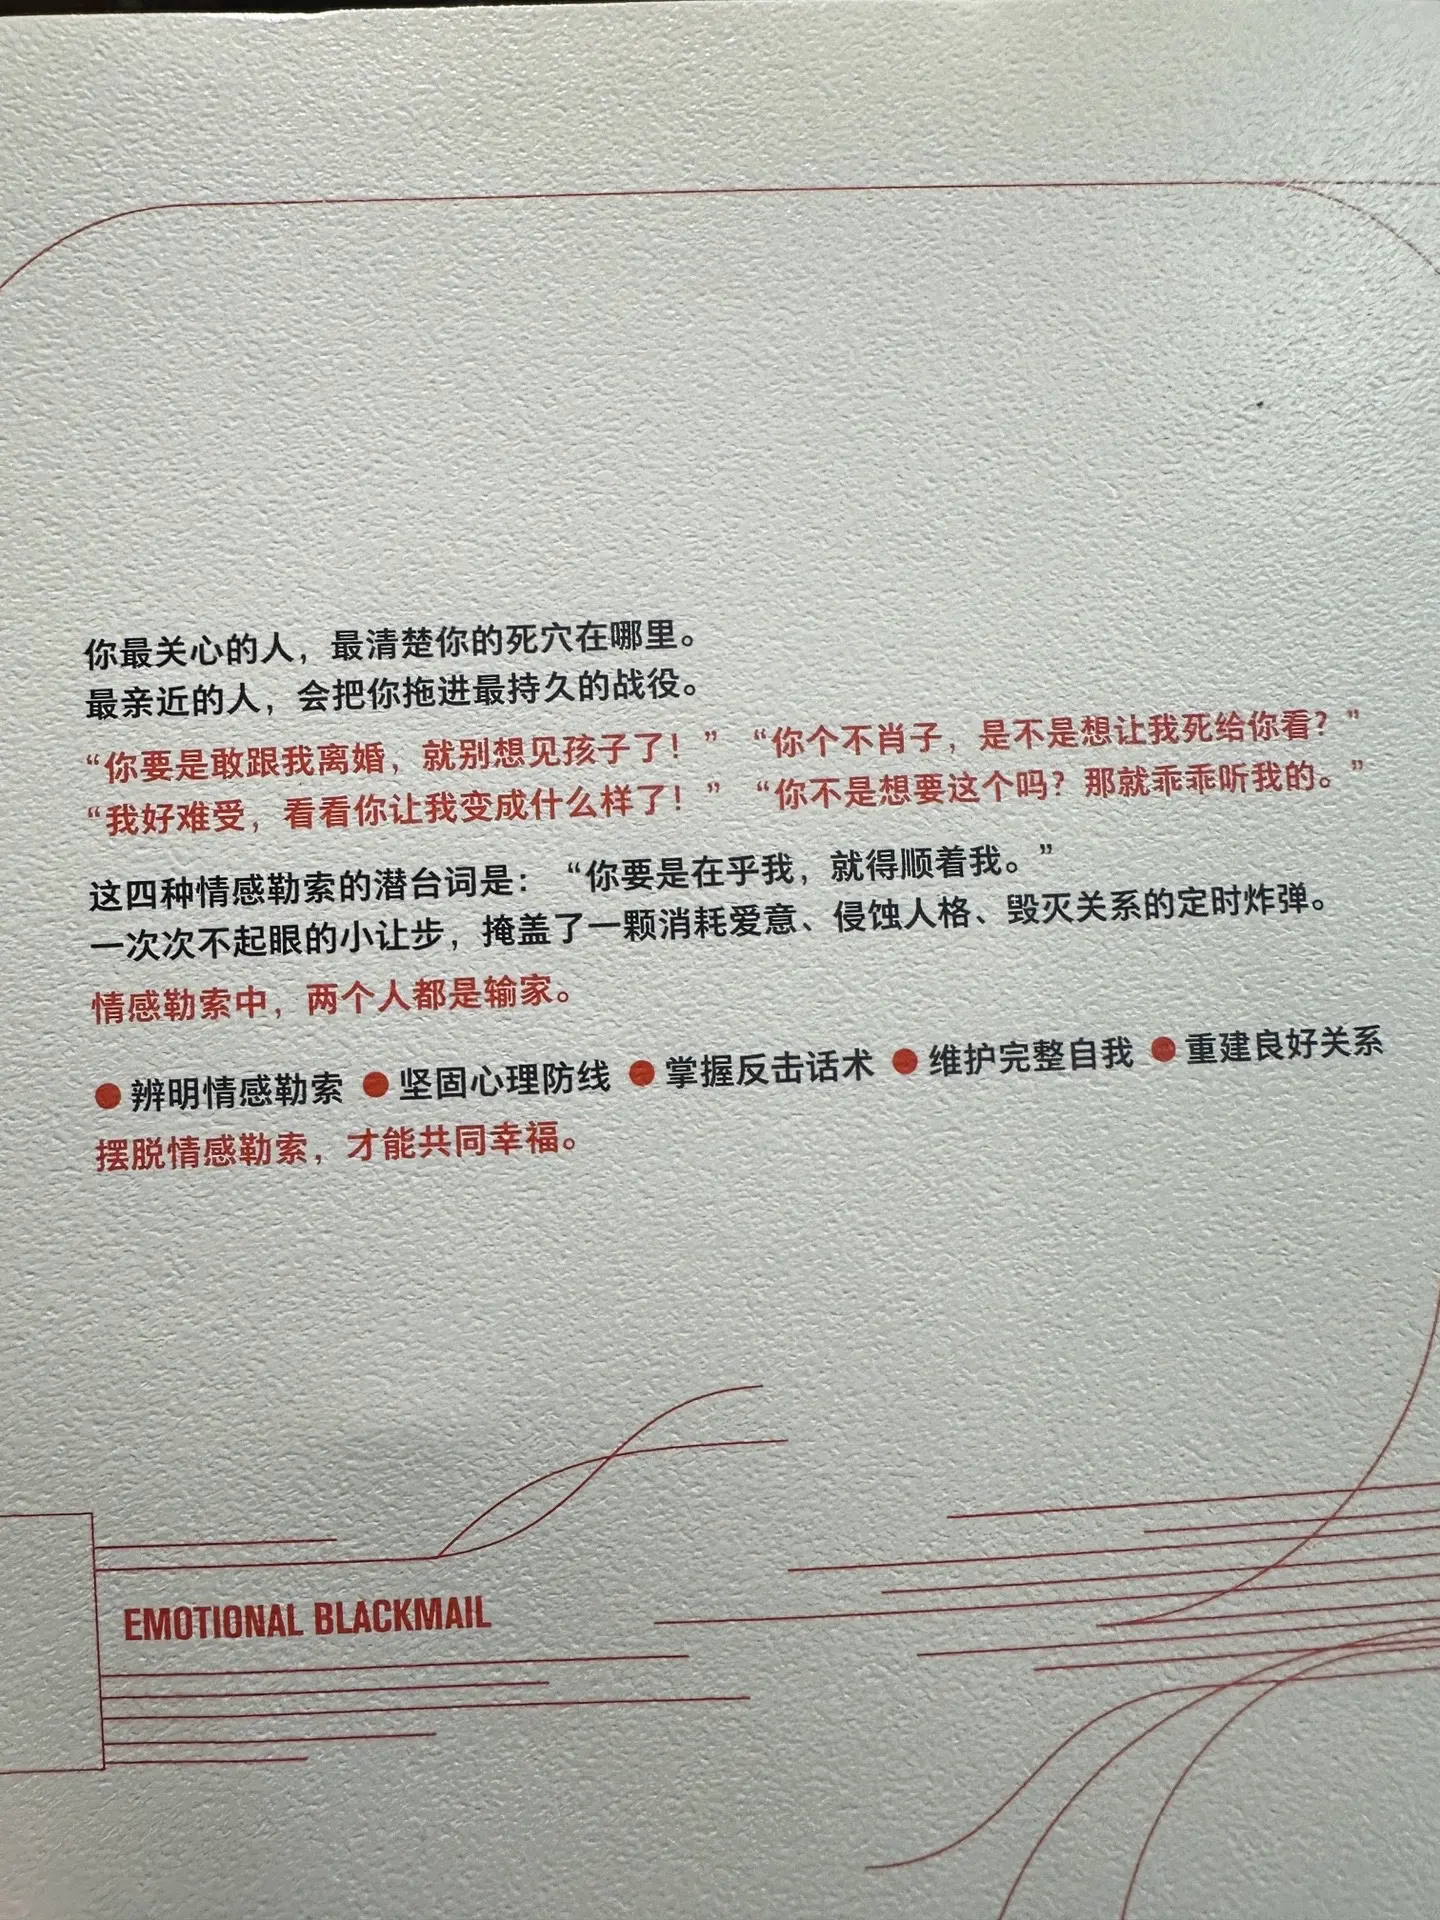 你最关心的人，最清楚你的死穴在哪里。
最亲近的人，会把你拖进最持久的战役。
“你要是敢跟我离婚，就别想见孩子了！” “你个不肖子，是不是想让我死给你看？”
“我好难受，看看你让我变成什么样了！” “你不是想要这个吗？那就乖乖听我的。”
这四种情感勒索的潜台词是： “你要是在乎我，就得顺着我。”
一次次不起眼的小让步，掩盖了一颗消耗爱意、侵蚀人格、毁灭关系的定时炸弹。
情感勒索中，两个人都是输家。
● 辨明情感勒索 ● 坚固心理防线 ● 掌握反击话术 ● 维护完整自我 ● 重建良好关系
摆脱情感勒索，才能共同幸福。
EMOTIONAL BLACKMAIL